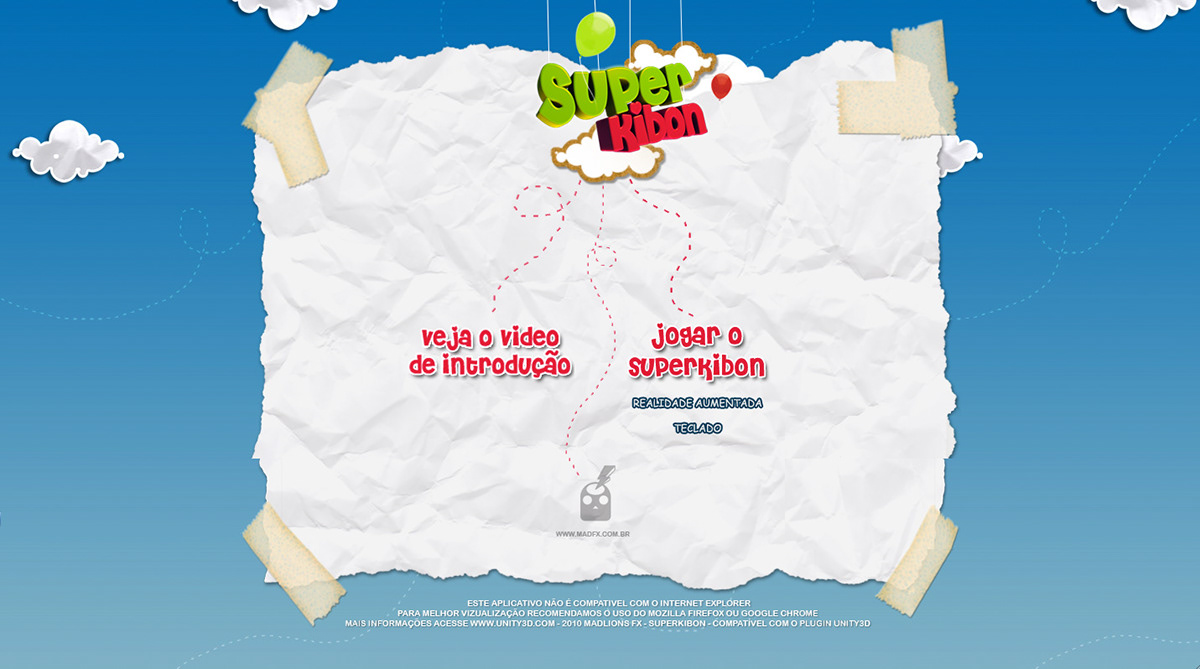 Super
Kibon
veja o video
de introdução
jogar o
superkibon
REALIDADE AUMENTADA
TECLADO
WWW.MADFX.COM.BR
ESTE APLICATIVO NÃO É COMPATIVEL COM O INTERNET EXPLORER
PARA MELHOR VIZUALIZAÇÃO RECOMENDAMOS Ó USO DO MOZILLA FIREFOX OU GOOGLE CHROME
MAIS INFORMAÇÕES ACESSE WWW.UNITY3D.COM - 2010 MADLIONS FX - SUPERKIBON - COMPATÍVEL COM O PLUGIN UNITY3D